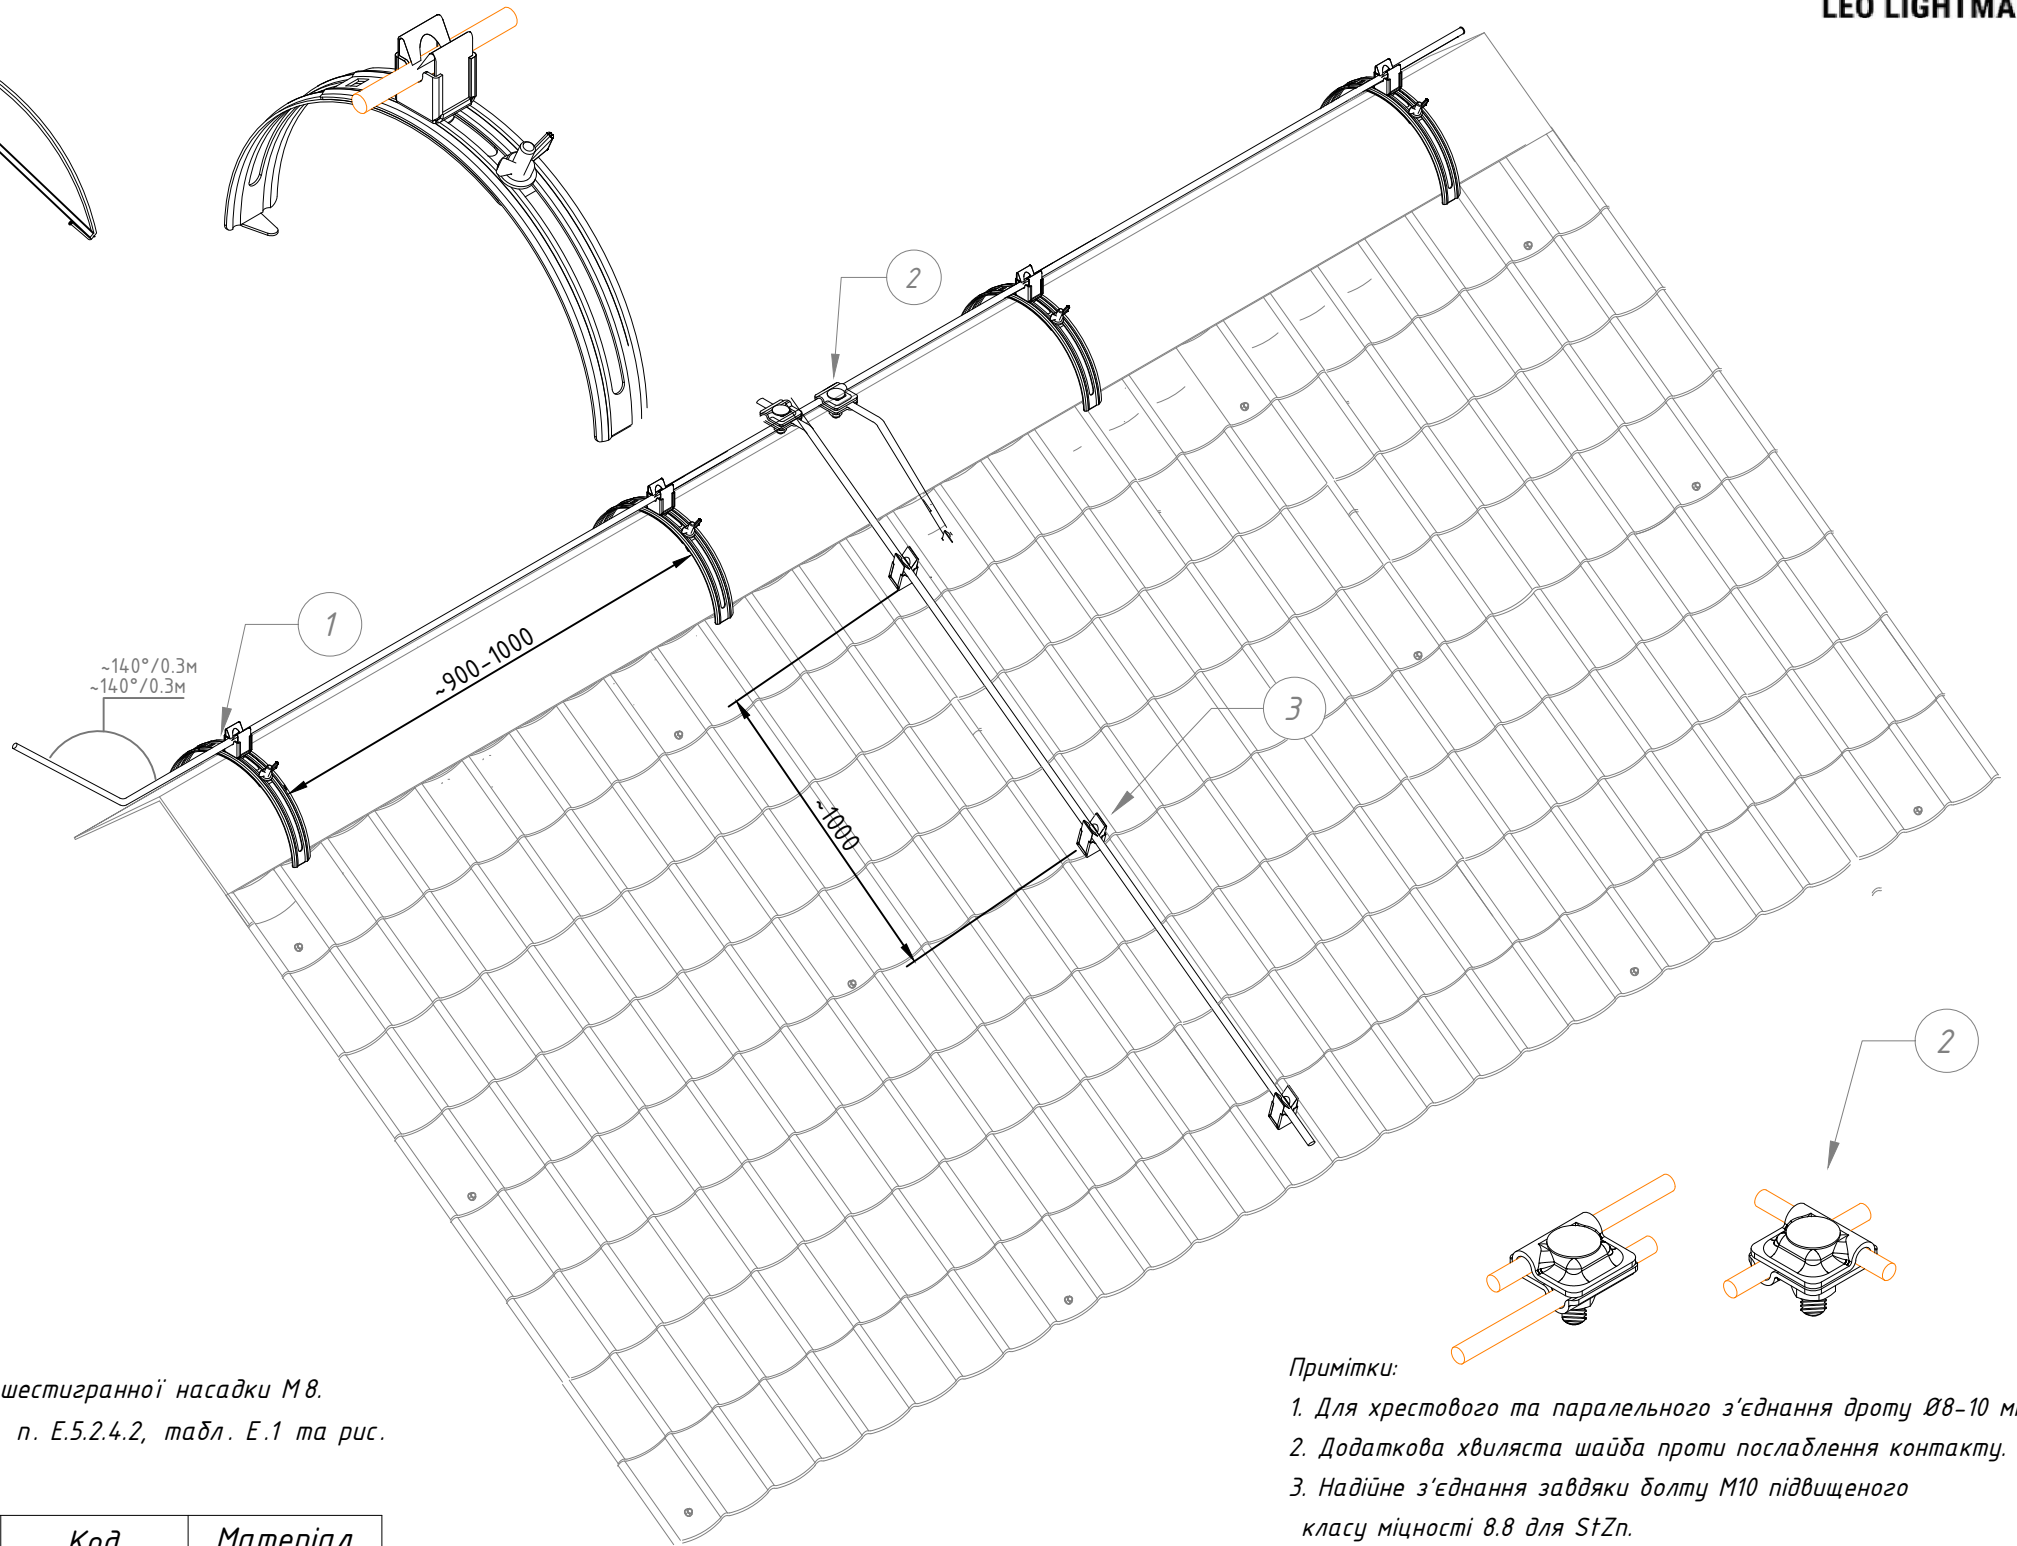 LEO LIGHTMA
2
1
~140°/0.3м
~140°/0.3м
~900-1000
3
~1000
2
шестигранної насадки М8.
п. Е.5.2.4.2, табл. Е.1 та рис.
Код
Матеріал
Примітки:
1. Для хрестового та паралельного з'єднання дроту Ø8-10 м
2. Додаткова хвиляста шайба проти послаблення контакту.
3. Надійне з'єднання завдяки болту М10 підвищеного
класу міцності 8.8 для StZn.